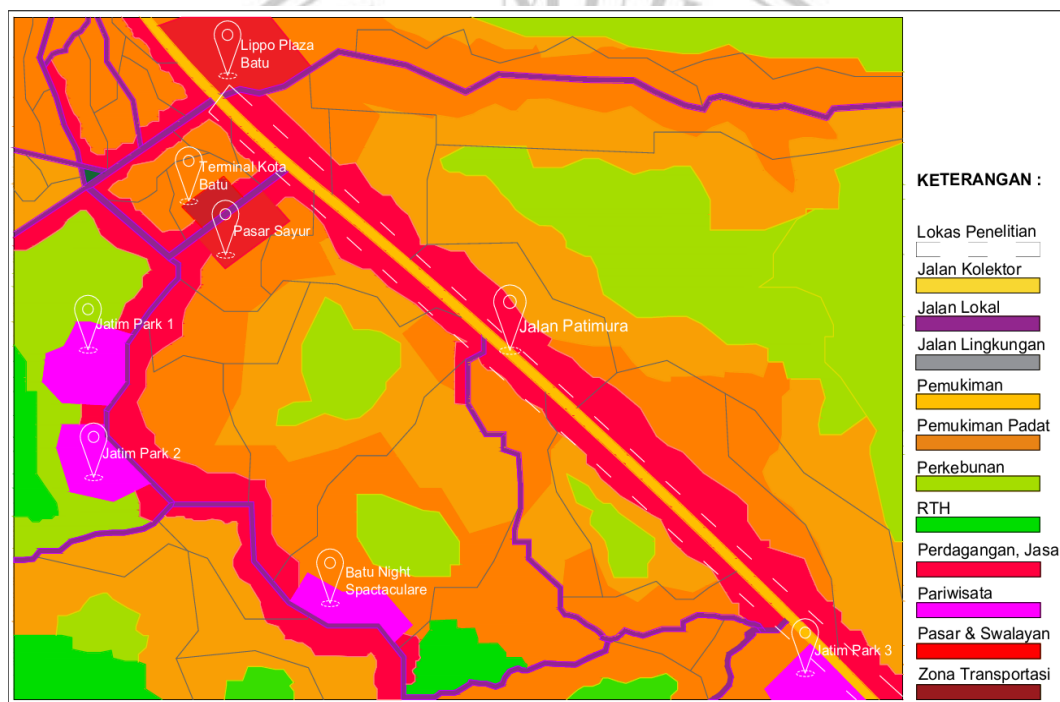 Lippo Plaza
Batu
Terminal Kota
Batu
Pasar Sayur
Jatim Park 1
Jalan Patimura
Jatim Park 2
Batu Night
Spactaculare
Jatim Park 3
KETERANGAN :
Lokas Penelitian
Jalan Kolektor
Jalan Lokal
Jalan Lingkungan
Pemukiman
Pemukiman Padat
Perkebunan
RTH
Perdagangan, Jasa
Pariwisata
Pasar & Swalayan
Zona Transportasi